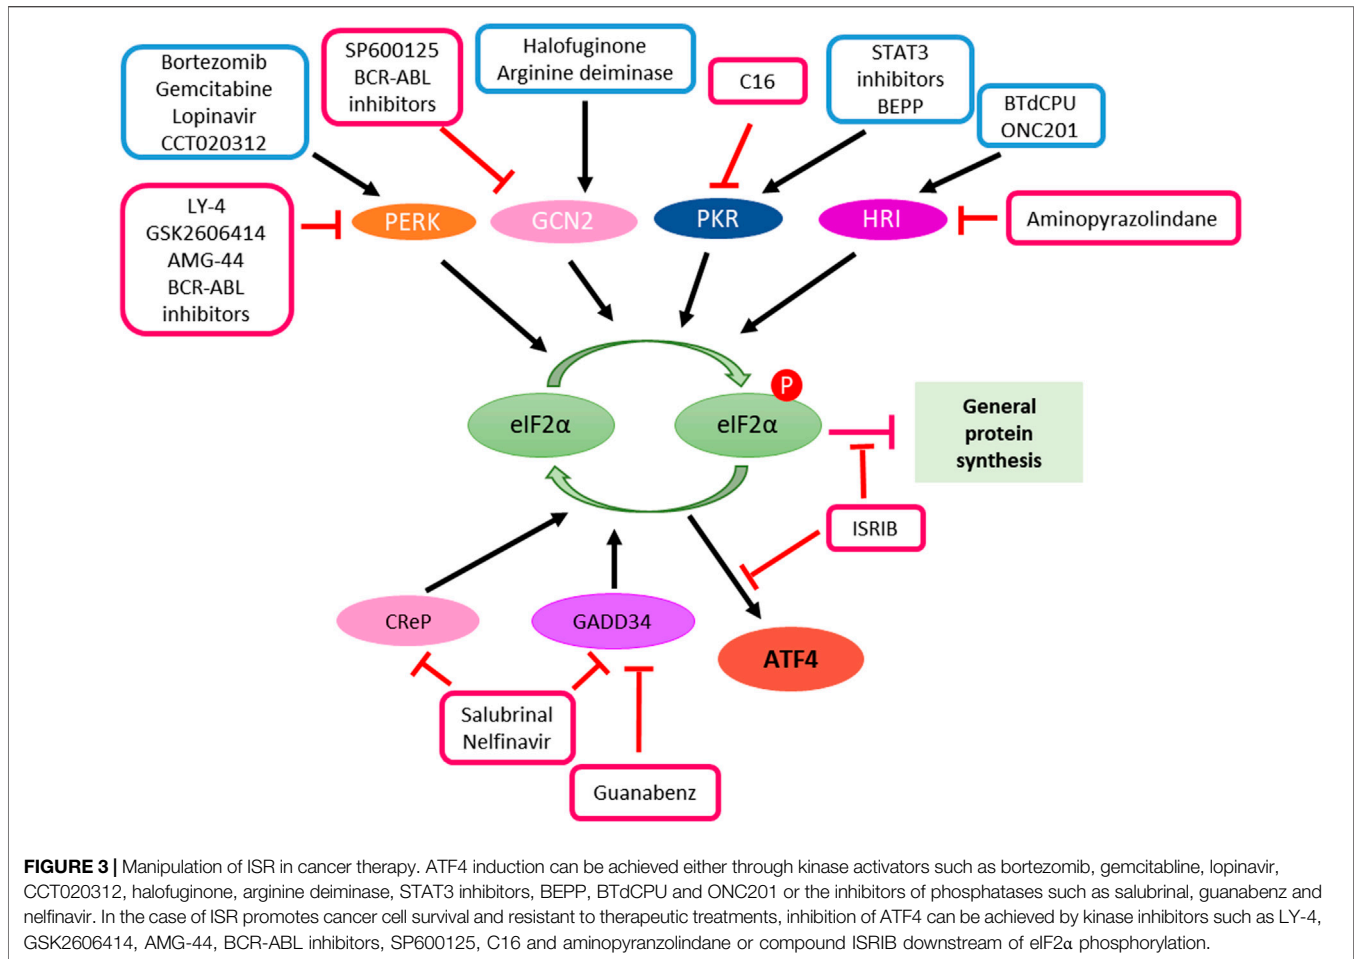 Bortezomib
Gemcitabine
Lopinavir
CCT020312
SP600125
BCR-ABL
inhibitors
Halofuginone
Arginine deiminase
C16
STAT3
inhibitors
BEPP
BTdCPU
ONC201
LY-4
GSK2606414
AMG-44
BCR-ABL
inhibitors
PERK
GCN2
PKR
HRI
Aminopyrazolindane
eIF2α
P
eIF2α
General
protein
synthesis
ISRIB
CReP
GADD34
ATF4
Salubrinal
Nelfinavir
Guanabenz
FIGURE 3 | Manipulation of ISR in cancer therapy. ATF4 induction can be achieved either through kinase activators such as bortezomib, gemcitabline, lopinavir,
CCT020312, halofuginone, arginine deiminase, STAT3 inhibitors, BEPP, BTdCPU and ONC201 or the inhibitors of phosphatases such as salubrinal, guanabenz and
nelfinavir. In the case of ISR promotes cancer cell survival and resistant to therapeutic treatments, inhibition of ATF4 can be achieved by kinase inhibitors such as LY-4,
GSK2606414, AMG-44, BCR-ABL inhibitors, SP600125, C16 and aminopyranzolindane or compound ISRIB downstream of eIF2α phosphorylation.